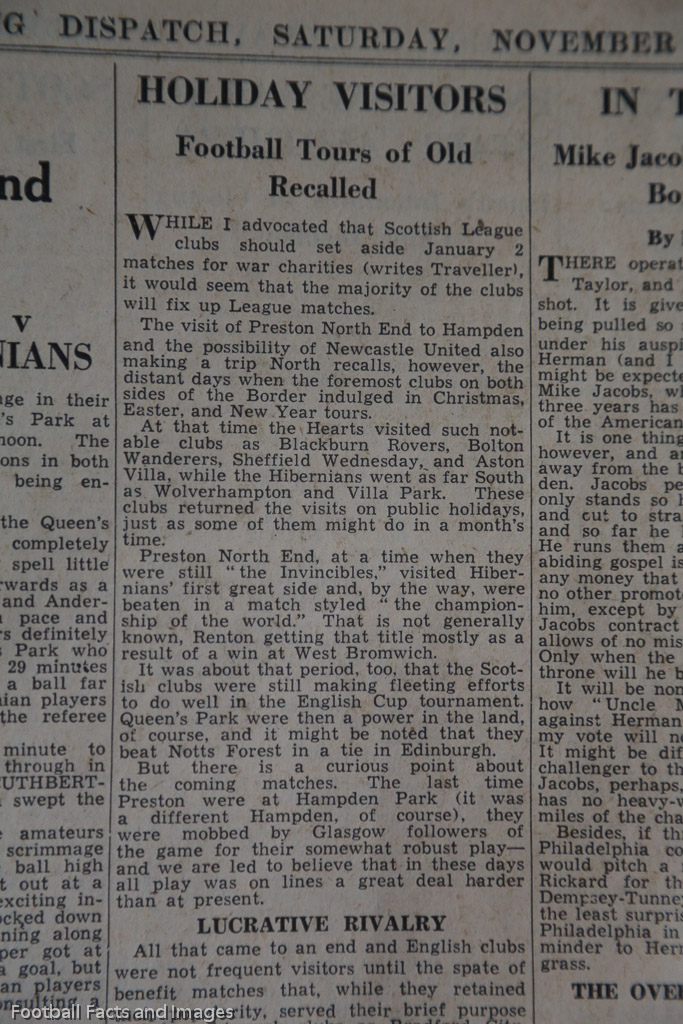 G DISPATCH, SATURDAY, NOVEMBER
nd
v
NIANS
ge in their
's Park at
noon. The
ons in both
being en-
the Queen's
completely
spell little
rwards as a
and Ander-
pace and
rs definitely
s Park who
29 minutes
a ball far
nian players
the referee
minute to
through in
CUTHBERT-
swept the
amateurs
scrimmage
ball high
t out at a
exciting in-
ocked down
ning along
per got at
a goal, but
an players
onsulting a
HOLIDAY VISITORS
Football Tours of Old
Recalled
WHILE I advocated that Scottish League
clubs should set aside January 2
matches for war charities (writes Traveller),
it would seem that the majority of the clubs
will fix up League matches.
The visit of Preston North End to Hampden
and the possibility of Newcastle United also
making a trip North recalls, however, the
distant days when the foremost clubs on both
sides of the Border indulged in Christmas,
Easter, and New Year tours.
At that time the Hearts visited such not-
able clubs as Blackburn Rovers, Bolton
Wanderers, Sheffield Wednesday, and Aston
Villa, while the Hibernians went as far South
as Wolverhampton and Villa Park. These
clubs returned the visits on public holidays,
just as some of them might do in a month's
time.
Preston North End, at a time when they
were still "the Invincibles," visited Hiber-
nians' first great side and, by the way, were
beaten in a match styled "the champion-
ship of the world." That is not generally
known, Renton getting that title mostly as a
result of a win at West Bromwich.
It was about that period, too, that the Scot-
ish clubs were still making fleeting efforts
to do well in the English Cup tournament.
Queen's Park were then a power in the land,
of course, and it might be noted that they
beat Notts Forest in a tie in Edinburgh.
But there is a curious point about
the coming matches. The last time
Preston were at Hampden Park (it was
a different Hampden, of course), they
were mobbed by Glasgow followers of
the game for their somewhat robust play—
and we are led to believe that in these days
all play was on lines a great deal harder
than at present.
LUCRATIVE RIVALRY
All that came to an end and English clubs
were not frequent visitors until the spate of
benefit matches that, while they retained
rity, served their brief purpose
IN T
Mike Jaco
Bo
By
THERE operat
Taylor, and
shot. It is give
being pulled so
under his auspi
Herman (and I
might be expecte
Mike Jacobs, wh
three years has
of the American
It is one thing
however, and an
away from the b
den. Jacobs pe
only stands so h
and cut to stra
and so far he
He runs them a
abiding gospel is
any money that
no other promot
him, except by
Jacobs contract
allows of no mis
Only when the
throne will he b
It will be non
how "Uncle M
against Herman
my vote will n
It might be dif
challenger to th
Jacobs, perhaps,
has no heavy-w
miles of the cha
Besides, if th
Philadelphia co
would pitch a
Rickard for th
Dempsey-Tunne
the least surpris
Philadelphia in
minder to Her
grass.
THE OVE
Football Facts and Images